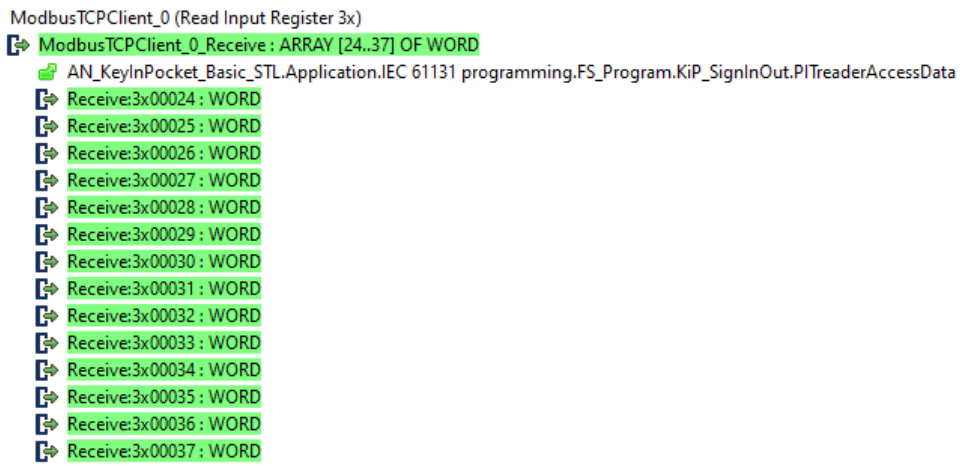 ModbusTCPClient_0 (Read Input Register 3x)
ModbusTCPClient_0_Receive : ARRAY [24..37] OF WORD
AN_KeyInPocket_Basic_STL.Application.IEC 61131 programming.FS_Program.KiP_SignInOut.PITreaderAccessData
Receive:3x00024 : WORD
Receive:3x00025 : WORD
Receive:3x00026 : WORD
Receive:3x00027 : WORD
Receive:3x00028 : WORD
Receive:3x00029 : WORD
Receive:3x00030 : WORD
Receive:3x00031 : WORD
Receive:3x00032 : WORD
Receive:3x00033 : WORD
Receive:3x00034 : WORD
Receive:3x00035 : WORD
Receive:3x00036 : WORD
Receive:3x00037 : WORD